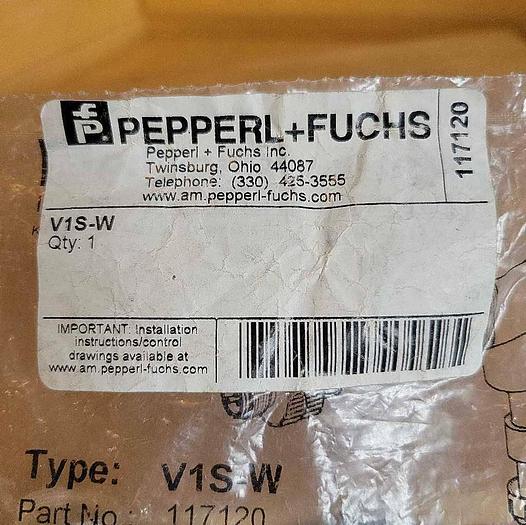 PEPPERL+FUCHS
Pepperl + Fuchs Inc.
Twinsburg, Ohio 44087
Telephone: (330) 425-3555
www.am.pepperl-fuchs.com
117120
V1S-W
Qty: 1
IMPORTANT: Installation
instructions/control
drawings available at
www.am.pepperl-fuchs.com
Type: V1S-W
Part No.: 117120